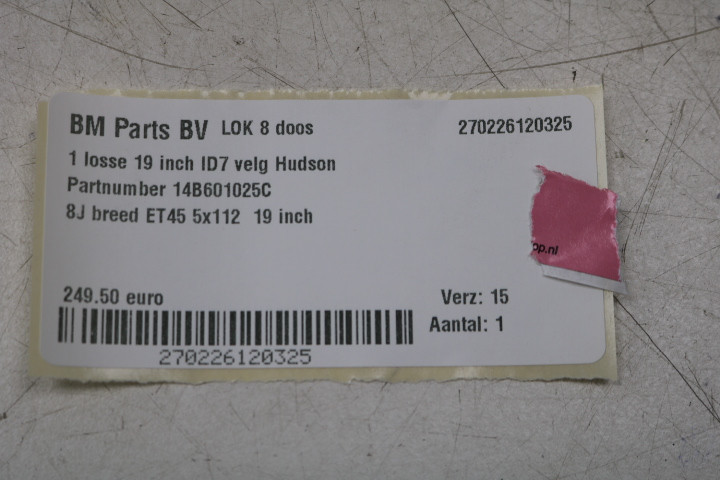 BM Parts BV LOK 8 doos 270226120325
1 losse 19 inch ID7 velg Hudson
Partnumber 14B601025C
8J breed ET45 5x112 19 inch
op.nl
249.50 euro Verz: 15
Aantal: 1
270226120325